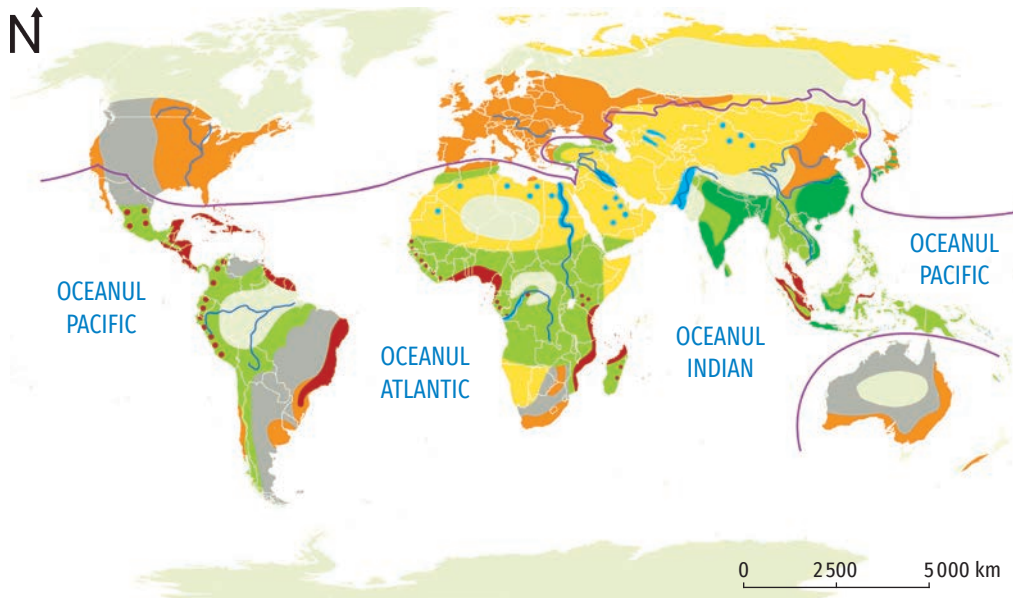 N
OCEANUL
PACIFIC
OCEANUL
ATLANTIC
OCEANUL
INDIAN
OCEANUL
PACIFIC
0 2500 5000 km